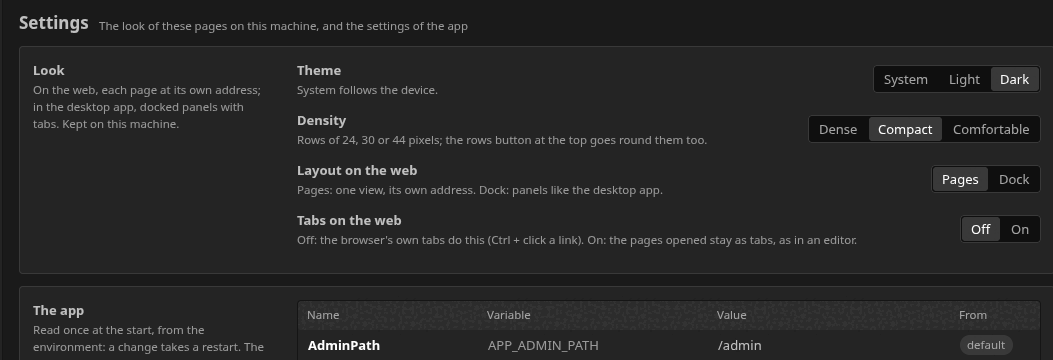 Settings The look of these pages on this machine, and the settings of the app
Look
On the web, each page at its own address;
in the desktop app, docked panels with
tabs. Kept on this machine.
Theme
System follows the device.
System Light Dark
Density
Rows of 24, 30 or 44 pixels; the rows button at the top goes round them too.
Dense Compact Comfortable
Layout on the web
Pages: one view, its own address. Dock: panels like the desktop app.
Pages Dock
Tabs on the web
Off: the browser's own tabs do this (Ctrl + click a link). On: the pages opened stay as tabs, as in an editor.
Off On
The app
Read once at the start, from the
environment: a change takes a restart. The
Name Variable Value From
AdminPath APP_ADMIN_PATH /admin default